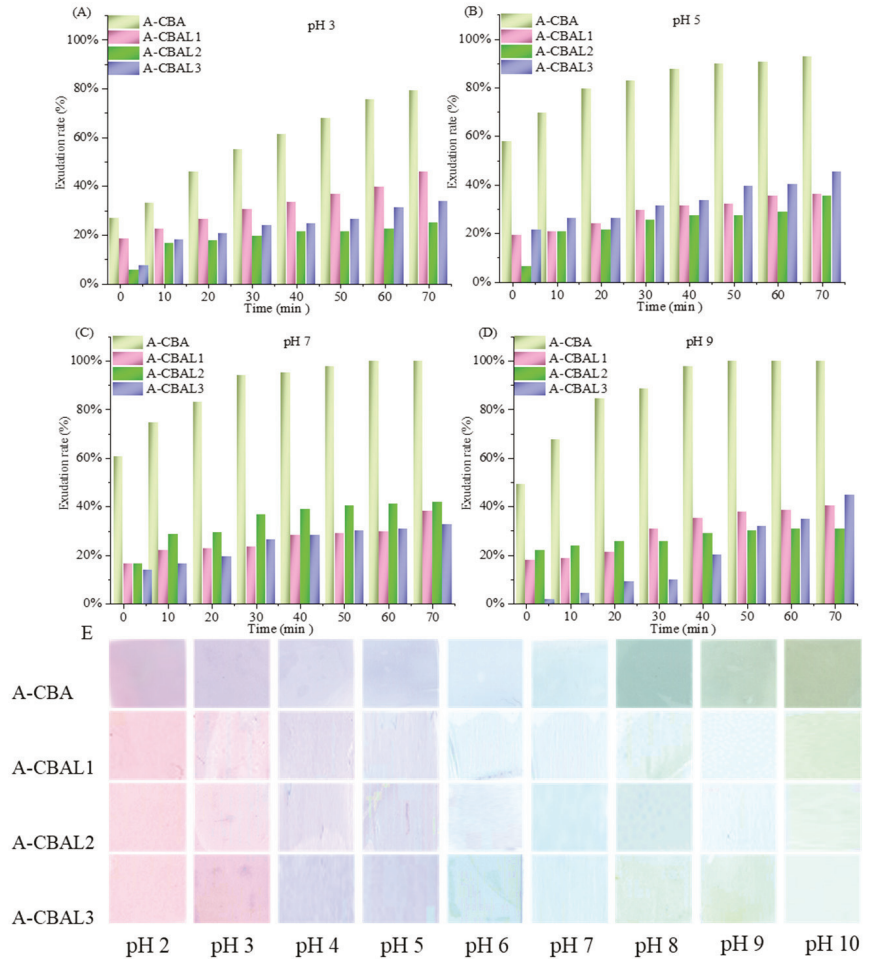 (A)
pH 3
A-CBA
A-CBAL1
A-CBAL2
A-CBAL3
100%
80%
60%
40%
20%
0%
Exudation rate (%)
0 10 20 30 40 50 60 70
Time (min )
(B)
pH 5
A-CBA
A-CBAL1
A-CBAL2
A-CBAL3
100%
80%
60%
40%
20%
0%
Exudation rate (%)
0 10 20 30 40 50 60 70
Time (min )
(C)
pH 7
A-CBA
A-CBAL1
A-CBAL2
A-CBAL3
100%
80%
60%
40%
20%
0%
Exudation rate (%)
0 10 20 30 40 50 60 70
Time (min )
(D)
pH 9
A-CBA
A-CBAL1
A-CBAL2
A-CBAL3
100%
80%
60%
40%
20%
0%
Exudation rate (%)
0 10 20 30 40 50 60 70
Time (min )
E
A-CBA
A-CBAL1
A-CBAL2
A-CBAL3
pH 2 pH 3 pH 4 pH 5 pH 6 pH 7 pH 8 pH 9 pH 10